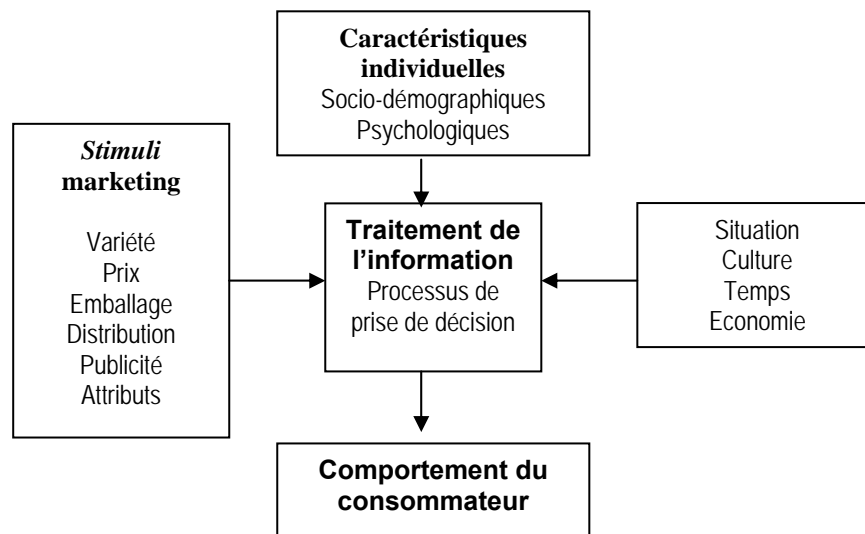 Caractéristiques
individuelles
Socio-démographiques
Psychologiques
Stimuli
marketing
Variété
Prix
Emballage
Distribution
Publicité
Attributs
Traitement de
l’information
Processus de
prise de décision
Situation
Culture
Temps
Economie
Comportement du
consommateur